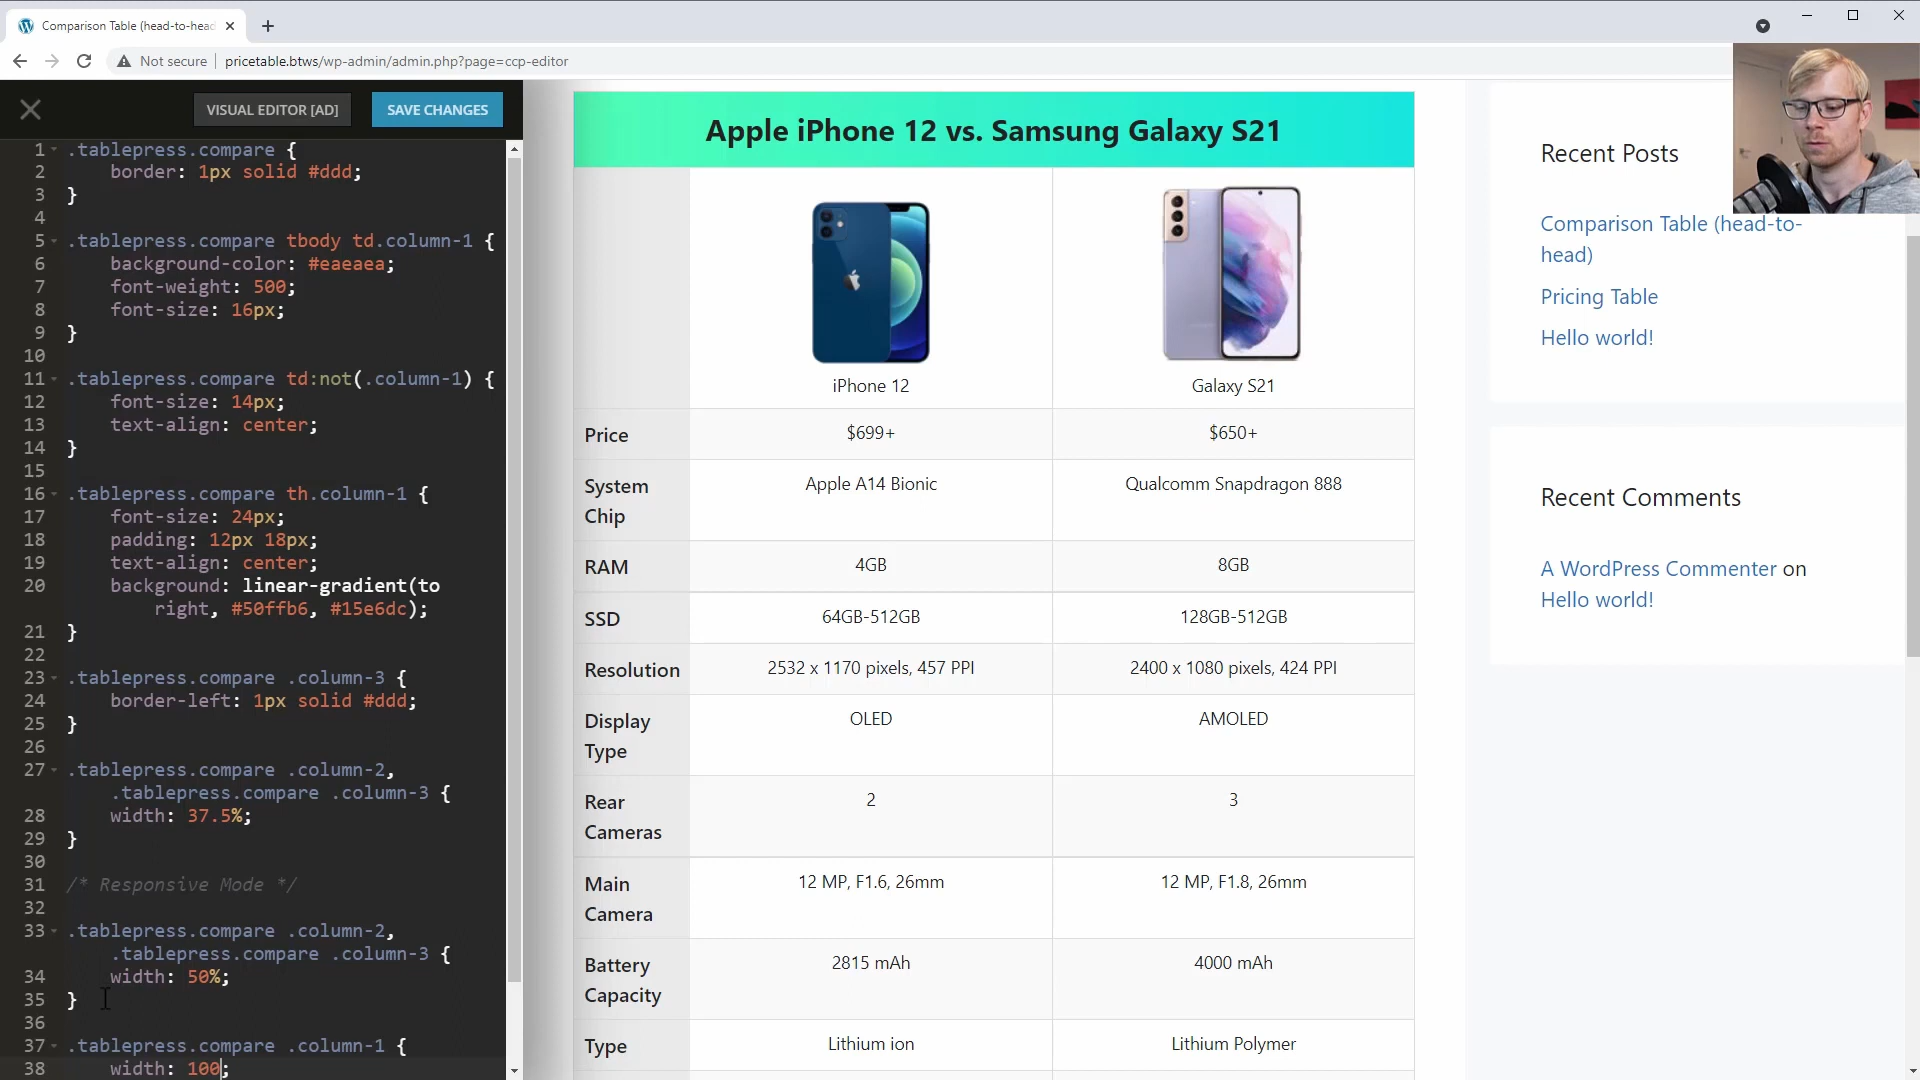 Comparison Table (head-to-head
Not secure
pricetable.btws/wp-admin/admin.php?page=ccp-editor
VISUAL EDITOR [AD]
SAVE CHANGES
1 .tablepress.compare {
2 border: 1px solid #ddd;
3 }
4
5 .tablepress.compare tbody td.column-1 {
6 background-color: #eaeaea;
7 font-weight: 500;
8 font-size: 16px;
9 }
10
11 .tablepress.compare td:not(.column-1) {
12 font-size: 14px;
13 text-align: center;
14 }
15
16 .tablepress.compare th.column-1 {
17 font-size: 24px;
18 padding: 12px 18px;
19 text-align: center;
20 background: linear-gradient(to
right, #50ffb6, #15e6dc);
21 }
22
23 .tablepress.compare .column-3 {
24 border-left: 1px solid #ddd;
25 }
26
27 .tablepress.compare .column-2,
.tablepress.compare .column-3 {
28 width: 37.5%;
29 }
30
31 /* Responsive Mode */
32
33 .tablepress.compare .column-2,
.tablepress.compare .column-3 {
34 width: 50%;
35 }
36
37 .tablepress.compare .column-1 {
38 width: 100;
Apple iPhone 12 vs. Samsung Galaxy S21
iPhone 12 Galaxy S21
Price $699+ $650+
System Apple A14 Bionic Qualcomm Snapdragon 888
Chip
RAM 4GB 8GB
SSD 64GB-512GB 128GB-512GB
Resolution 2532 x 1170 pixels, 457 PPI 2400 x 1080 pixels, 424 PPI
Display OLED AMOLED
Type
Rear 2 3
Cameras
Main 12 MP, F1.6, 26mm 12 MP, F1.8, 26mm
Camera
Battery 2815 mAh 4000 mAh
Capacity
Type Lithium ion Lithium Polymer
Recent Posts
Comparison Table (head-to-
head)
Pricing Table
Hello world!
Recent Comments
A WordPress Commenter on
Hello world!